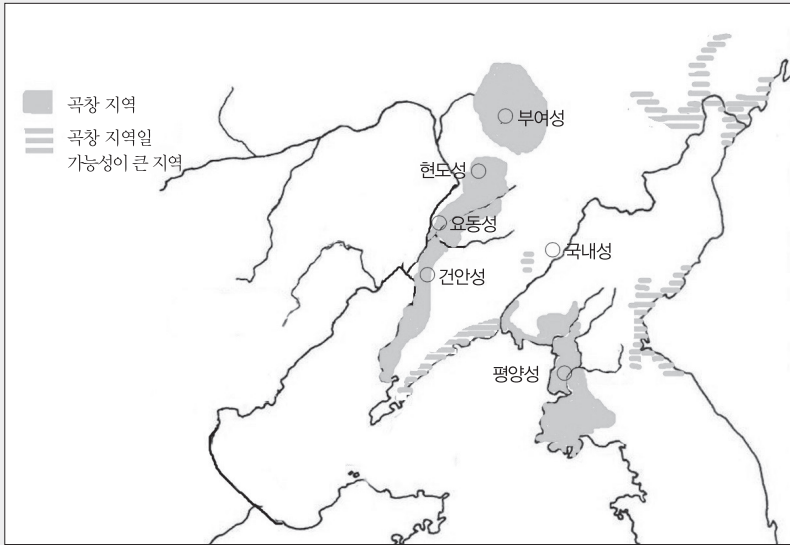 곡창 지역
곡창 지역일
가능성이 큰 지역
부여성
현도성
요동성
국내성
건안성
평양성